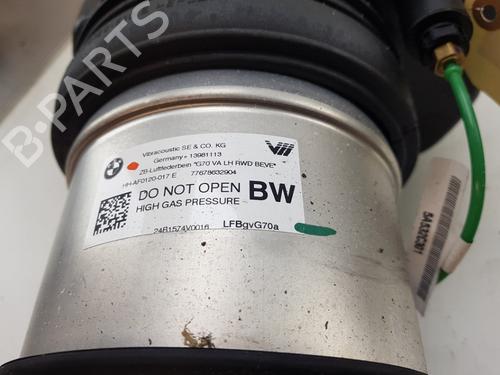 B-PARTS
Vibracoustic SE & CO. KG
Germany+ 13981113
ZB-Luftfederbein "G70 VA LH RWD BEVE"
HH-AF0120-017 E 77678632904
DO NOT OPEN BW
HIGH GAS PRESSURE
24B1574V0016 LFBgvG70a